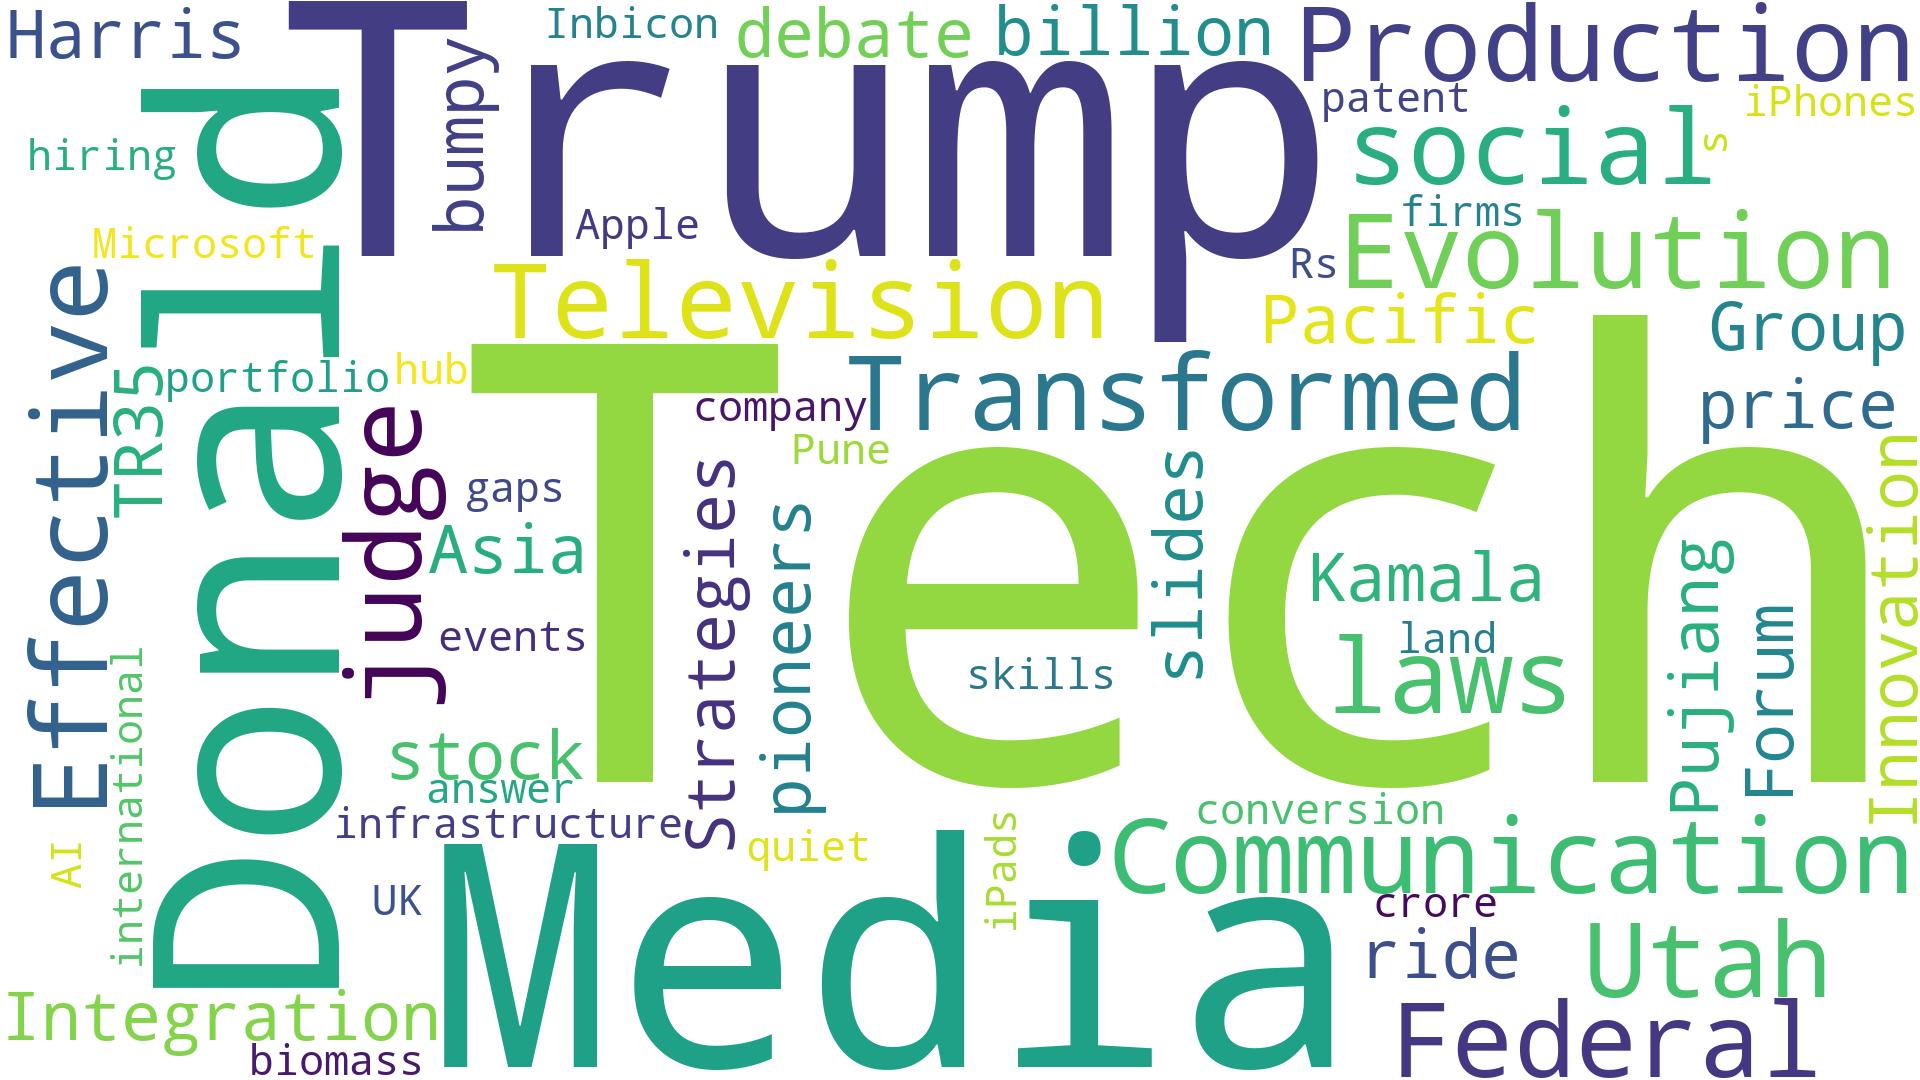 Harris
Trump
Inbicon
debate
billion
Production
bumpy
patent
iPhones
hiring
Donald
social
s
Apple
firms
Microsoft
Evolution
Rs
Effective
Television
Pacific
Group
TR35
portfolio
hub
Tech
Transformed
company
price
judge
Pune
gaps
Strategies
pioneers
slides
Innovation
Asia
Kamala
Pujiang
events
land
laws
Forum
skills
international
stock
answer
infrastructure
quiet
conversion
AI
Media
iPads
Communication
UK
crore
ride
Utah
Integration
Federal
biomass